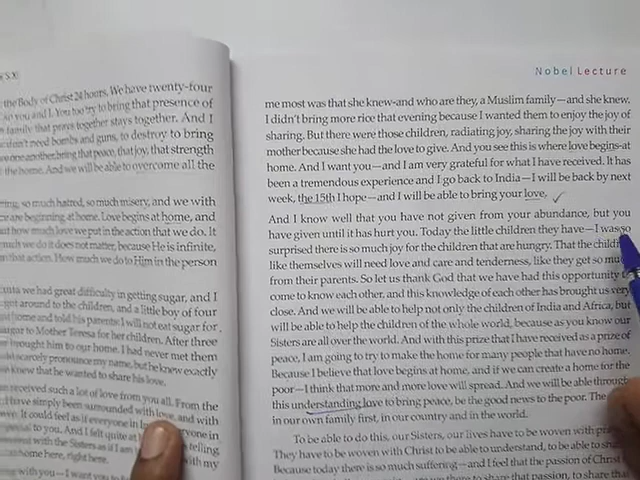 the Body of Christ 24 hours. We have twenty-four
so you and I. You too try to bring that presence of
family that prays together stays together. And I
don't need bombs and guns, to destroy to bring
one another, bring that peace, that joy, that strength
the home. And we will be able to overcome all the
so much hatred, so much misery, and we with
are beginning at home. Love begins at home, and
but how much love we put in the action that we do. It
much we do it does not matter, because He is infinite,
that action. How much we do to Him in the person
we had great difficulty in getting sugar, and I
around to the children, and a little boy of four
home and told his parents: I will not eat sugar for
sugar to Mother Teresa for her children. After three
brought him to our home. I had never met them
scarcely pronounce my name, but he knew exactly
knew that he wanted to share his love.
received such a lot of love from you all. From the
I have simply been surrounded with love, and with
It could feel as if everyone in
to you. And I felt quite at telling
with the Sisters as if I am with my
home here, right here.
with you—I want you to
Nobel Lecture
me most was that she knew-and who are they, a Muslim family—and she knew.
I didn't bring more rice that evening because I wanted them to enjoy the joy of
sharing. But there were those children, radiating joy, sharing the joy with their
mother because she had the love to give. And you see this is where love begins-at
home. And I want you—and I am very grateful for what I have received. It has
been a tremendous experience and I go back to India—I will be back by next
week, the 15th I hope—and I will be able to bring your love.
And I know well that you have not given from your abundance, but you
have given until it has hurt you. Today the little children they have—I was so
surprised there is so much joy for the children that are hungry. That the
like themselves will need love and care and tenderness, like they get so
from their parents. So let us thank God that we have had this opportunity
come to know each other, and this knowledge of each other has brought us very
close. And we will be able to help not only the children of India and Africa, but
will be able to help the children of the whole world, because as you know our
Sisters are all over the world. And with this prize that I have received as a prize of
peace, I am going to try to make the home for many people that have no home.
Because I believe that love begins at home, and if we can create a home for the
poor—I think that more and more love will spread. And we will be able through
this understanding love to bring peace, be the good news to the poor. The
in our own family first, in our country and in the world.
To be able to do this, our Sisters, our lives have to be woven with
They have to be woven with Christ to be able to understand, to be able to
Because today there is so much suffering—and I feel that the passion of